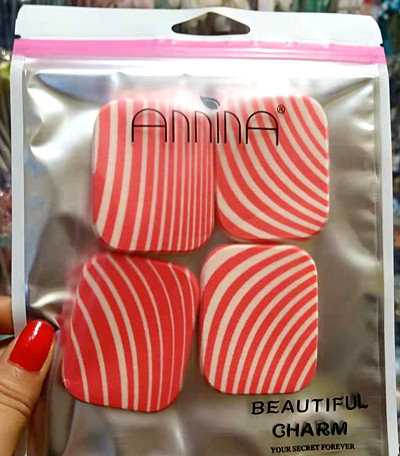 ANNINA®
BEAUTIFUL
CHARM
YOUR SECRET FOREVER